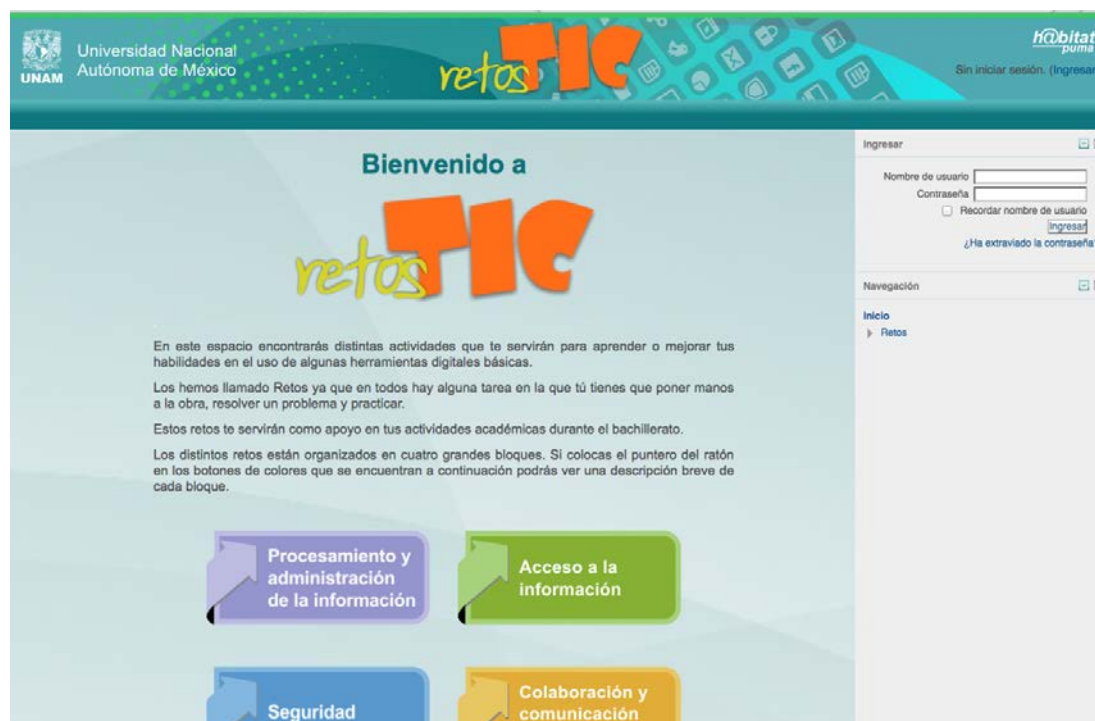 UNAM
Universidad Nacional
Autónoma de México
retosTIC
h@bitat
puma
Sin iniciar sesión. (Ingresar
Bienvenido a
retosTIC
En este espacio encontrarás distintas actividades que te servirán para aprender o mejorar tus
habilidades en el uso de algunas herramientas digitales básicas.
Los hemos llamado Retos ya que en todos hay alguna tarea en la que tú tienes que poner manos
a la obra, resolver un problema y practicar.
Estos retos te servirán como apoyo en tus actividades académicas durante el bachillerato.
Los distintos retos están organizados en cuatro grandes bloques. Si colocas el puntero del ratón
en los botones de colores que se encuentran a continuación podrás ver una descripción breve de
cada bloque.
Procesamiento y
administración
de la información
Acceso a la
información
Seguridad
Colaboración y
comunicación
Ingresar
Nombre de usuario
Contraseña
Recordar nombre de usuario
Ingresar
¿Ha extraviado la contraseña?
Navegación
Inicio
Retos